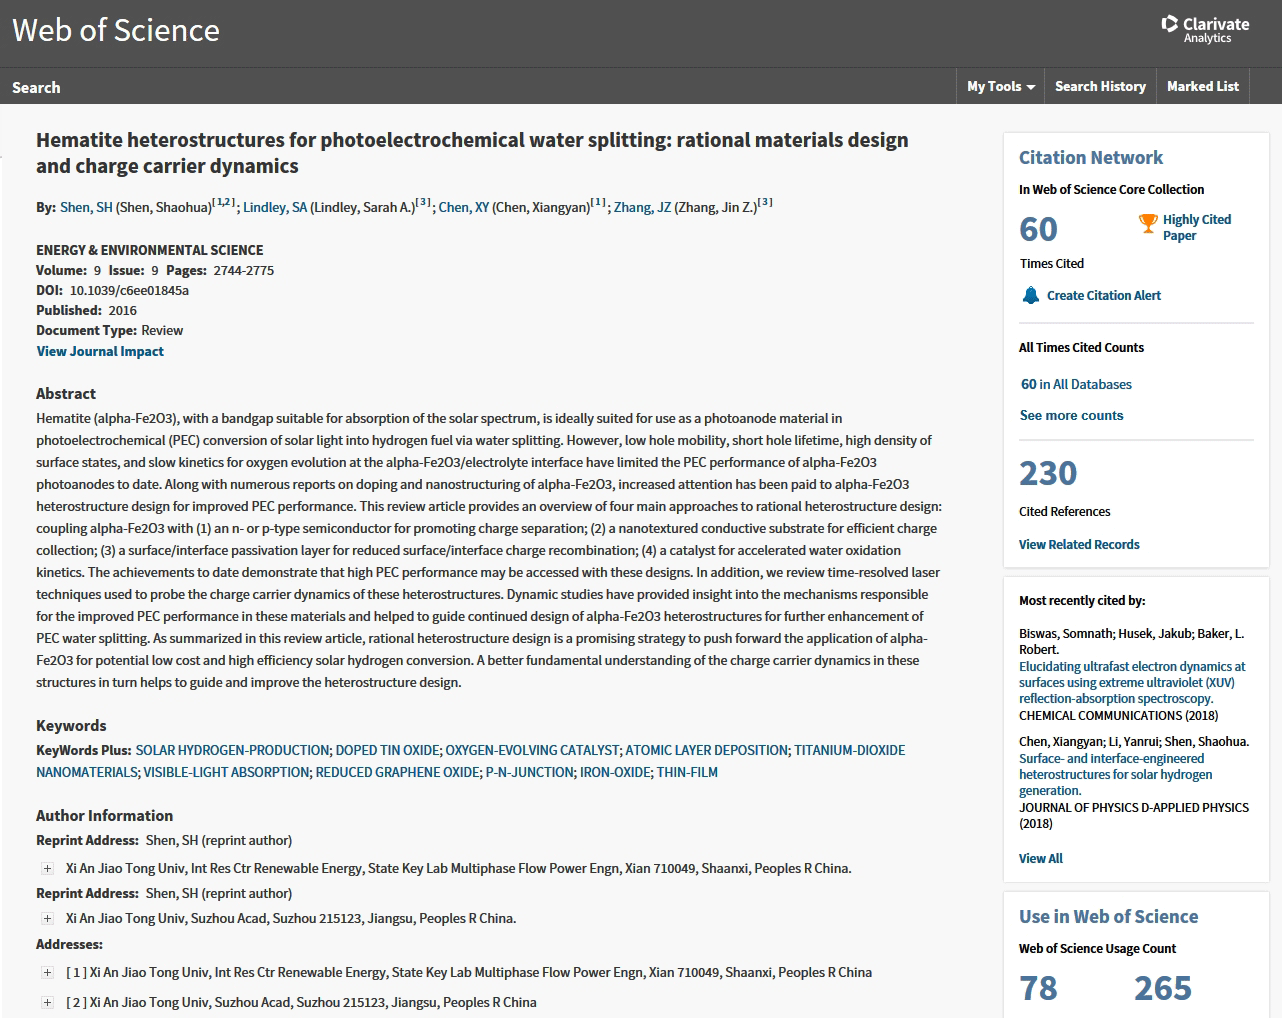 Web of Science
Clarivate
Analytics
Search
My Tools
Search History
Marked List
Hematite heterostructures for photoelectrochemical water splitting: rational materials design
and charge carrier dynamics
By: Shen, SH (Shen, Shaohua)[ 1,2 ]; Lindley, SA (Lindley, Sarah A.)[ 3 ]; Chen, XY (Chen, Xiangyan)[ 1 ]; Zhang, JZ (Zhang, Jin Z.)[ 3 ]
ENERGY & ENVIRONMENTAL SCIENCE
Volume: 9 Issue: 9 Pages: 2744-2775
DOI: 10.1039/c6ee01845a
Published: 2016
Document Type: Review
View Journal Impact
Abstract
Hematite (alpha-Fe2O3), with a bandgap suitable for absorption of the solar spectrum, is ideally suited for use as a photoanode material in
photoelectrochemical (PEC) conversion of solar light into hydrogen fuel via water splitting. However, low hole mobility, short hole lifetime, high density of
surface states, and slow kinetics for oxygen evolution at the alpha-Fe2O3/electrolyte interface have limited the PEC performance of alpha-Fe2O3
photoanodes to date. Along with numerous reports on doping and nanostructuring of alpha-Fe2O3, increased attention has been paid to alpha-Fe2O3
heterostructure design for improved PEC performance. This review article provides an overview of four main approaches to rational heterostructure design:
coupling alpha-Fe2O3 with (1) an n- or p-type semiconductor for promoting charge separation; (2) a nanotextured conductive substrate for efficient charge
collection; (3) a surface/interface passivation layer for reduced surface/interface charge recombination; (4) a catalyst for accelerated water oxidation
kinetics. The achievements to date demonstrate that high PEC performance may be accessed with these designs. In addition, we review time-resolved laser
techniques used to probe the charge carrier dynamics of these heterostructures. Dynamic studies have provided insight into the mechanisms responsible
for the improved PEC performance in these materials and helped to guide continued design of alpha-Fe2O3 heterostructures for further enhancement of
PEC water splitting. As summarized in this review article, rational heterostructure design is a promising strategy to push forward the application of alpha-
Fe2O3 for potential low cost and high efficiency solar hydrogen conversion. A better fundamental understanding of the charge carrier dynamics in these
structures in turn helps to guide and improve the heterostructure design.
Keywords
KeyWords Plus: SOLAR HYDROGEN-PRODUCTION; DOPED TIN OXIDE; OXYGEN-EVOLVING CATALYST; ATOMIC LAYER DEPOSITION; TITANIUM-DIOXIDE
NANOMATERIALS; VISIBLE-LIGHT ABSORPTION; REDUCED GRAPHENE OXIDE; P-N-JUNCTION; IRON-OXIDE; THIN-FILM
Author Information
Reprint Address: Shen, SH (reprint author)
Xi An Jiao Tong Univ, Int Res Ctr Renewable Energy, State Key Lab Multiphase Flow Power Engn, Xian 710049, Shaanxi, Peoples R China.
Reprint Address: Shen, SH (reprint author)
Xi An Jiao Tong Univ, Suzhou Acad, Suzhou 215123, Jiangsu, Peoples R China.
Addresses:
[ 1 ] Xi An Jiao Tong Univ, Int Res Ctr Renewable Energy, State Key Lab Multiphase Flow Power Engn, Xian 710049, Shaanxi, Peoples R China
[ 2 ] Xi An Jiao Tong Univ, Suzhou Acad, Suzhou 215123, Jiangsu, Peoples R China
Citation Network
In Web of Science Core Collection
60
Highly Cited
Paper
Times Cited
Create Citation Alert
All Times Cited Counts
60 in All Databases
See more counts
230
Cited References
View Related Records
Most recently cited by:
Biswas, Somnath; Husek, Jakub; Baker, L.
Robert.
Elucidating ultrafast electron dynamics at
surfaces using extreme ultraviolet (XUV)
reflection-absorption spectroscopy.
CHEMICAL COMMUNICATIONS (2018)
Chen, Xiangyan; Li, Yanrui; Shen, Shaohua.
Surface- and interface-engineered
heterostructures for solar hydrogen
generation.
JOURNAL OF PHYSICS D-APPLIED PHYSICS
(2018)
View All
Use in Web of Science
Web of Science Usage Count
78 265